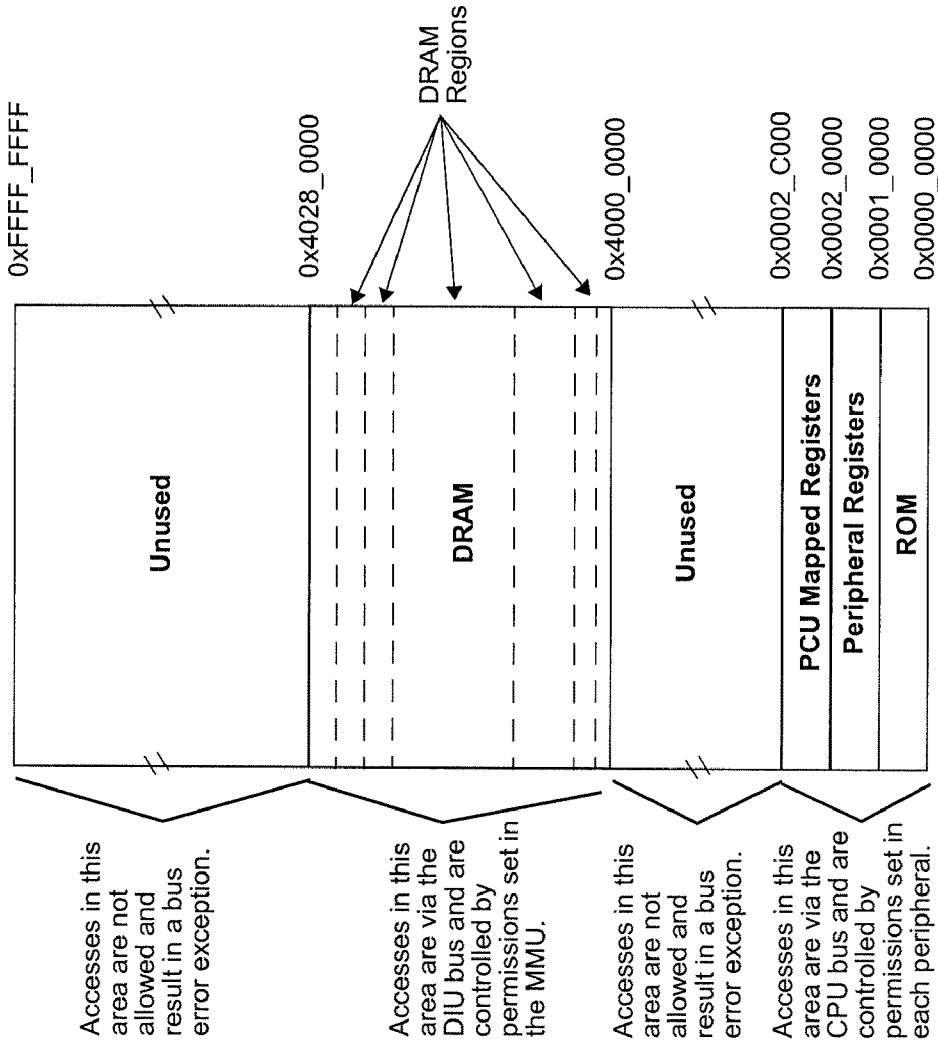 0xFFFF_FFFF
Accesses in this
area are not
allowed and
result in a bus
error exception.
Unused
0x4028_0000
Accesses in this
area are via the
DIU bus and are
controlled by
permissions set in
the MMU.
DRAM
DRAM
Regions
0x4000_0000
Accesses in this
area are not
allowed and
result in a bus
error exception.
Unused
0x0002_C000
Accesses in this
area are via the
CPU bus and are
controlled by
permissions set in
each peripheral.
PCU Mapped Registers
0x0002_0000
Peripheral Registers
0x0001_0000
ROM
0x0000_0000